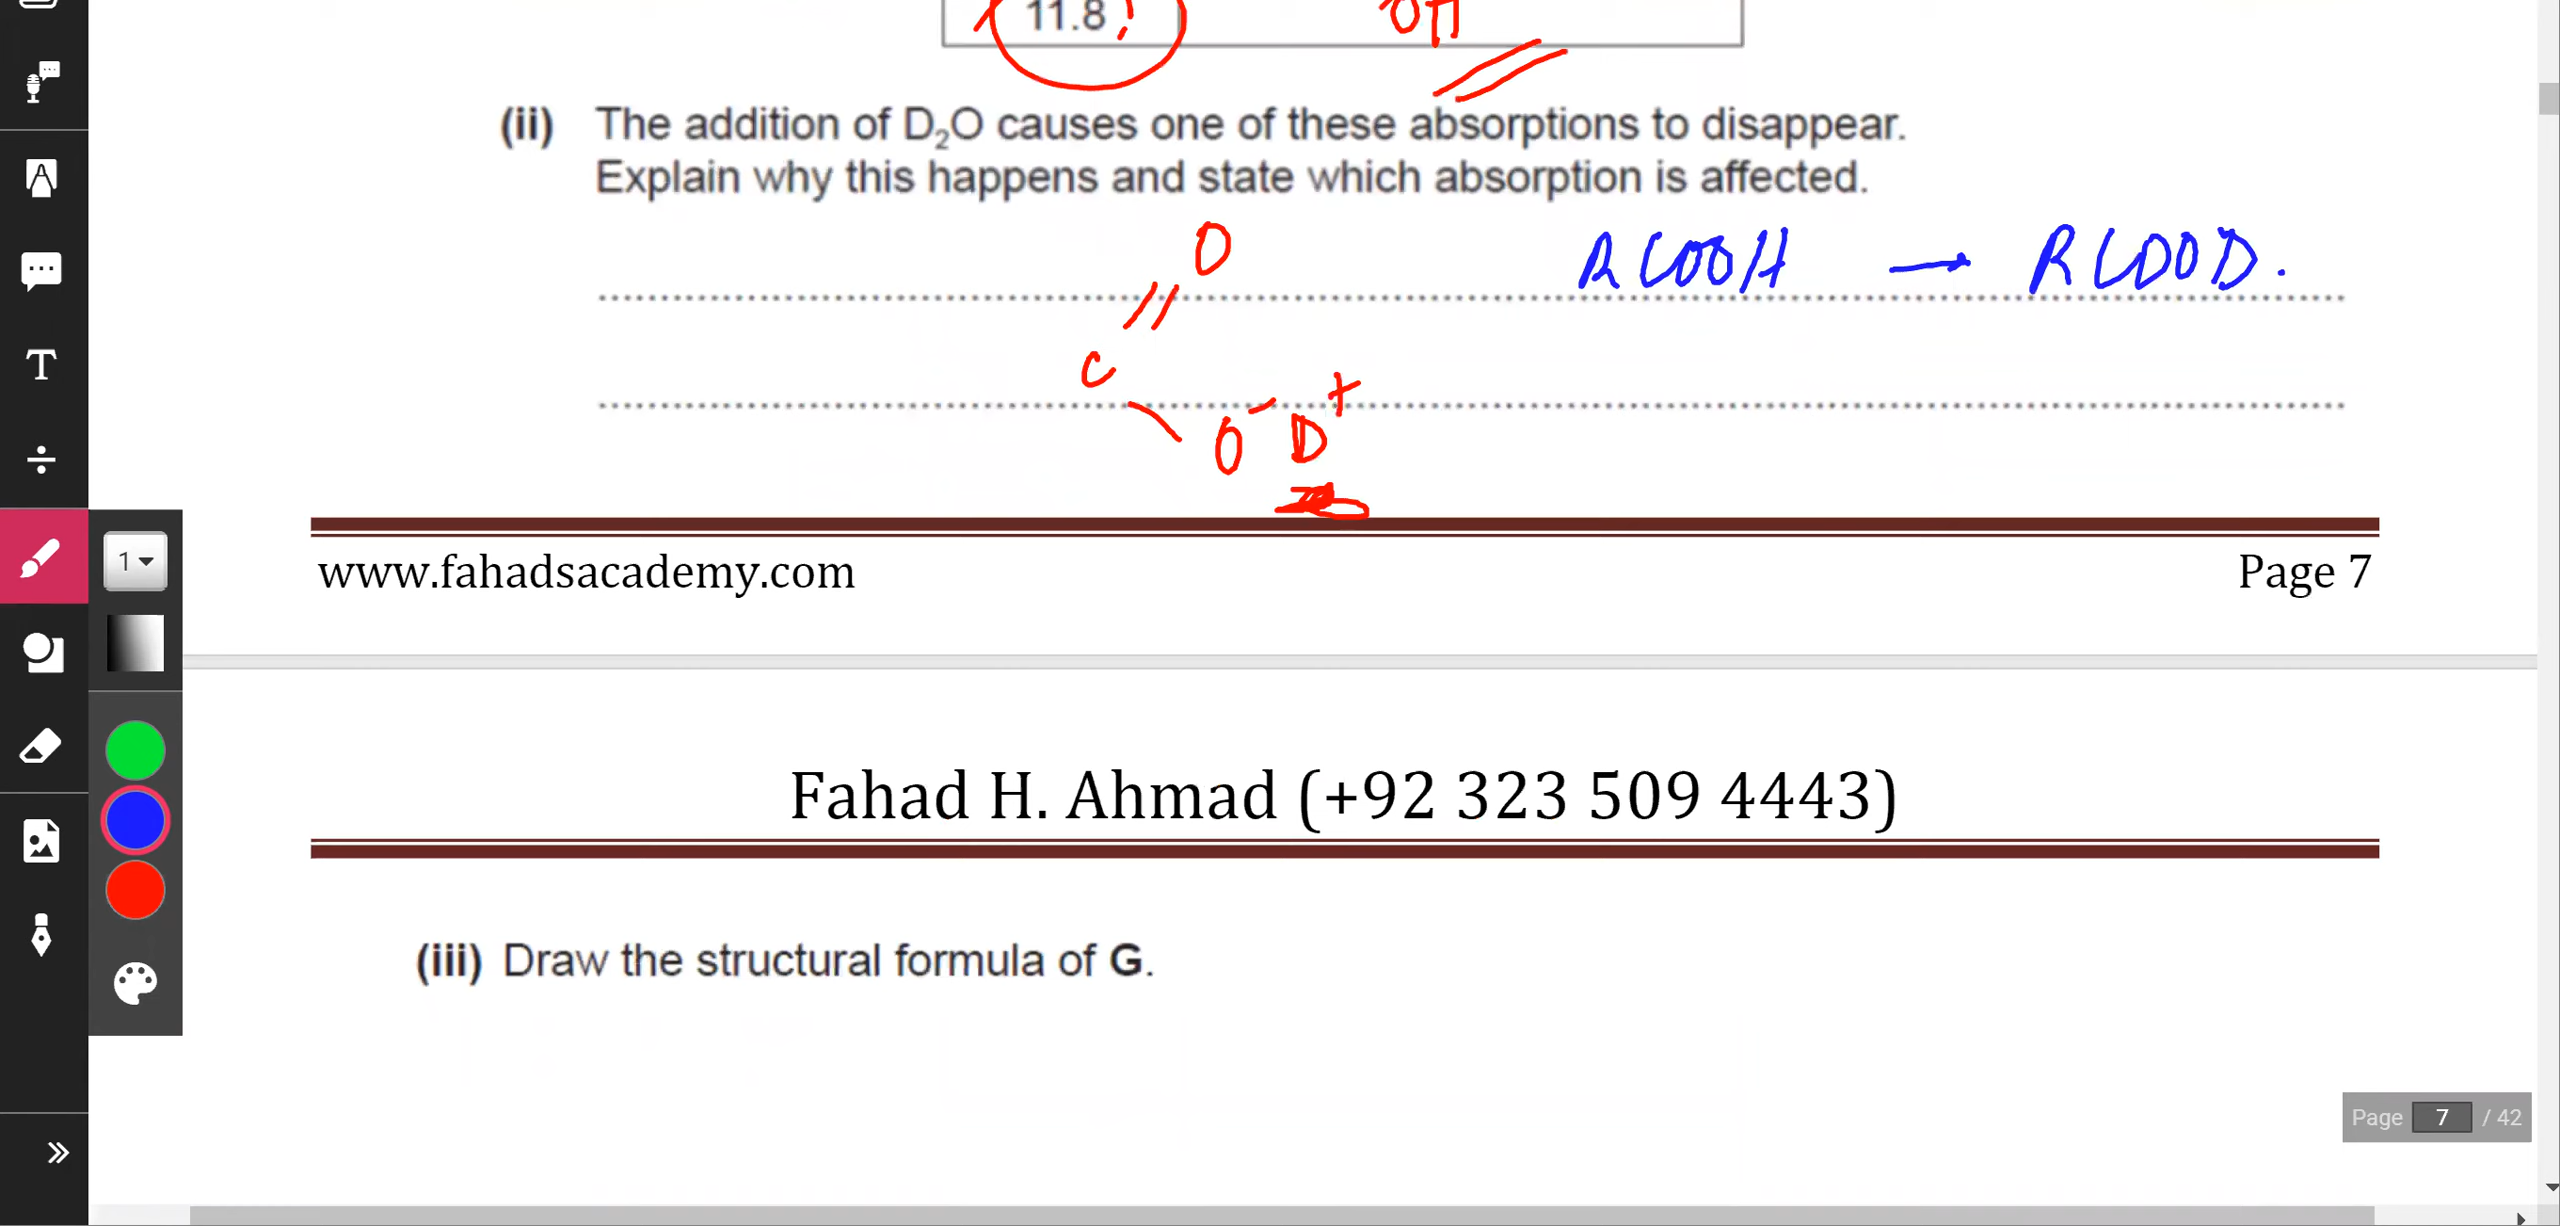 11.8
OH
(ii) The addition of D₂O causes one of these absorptions to disappear.
Explain why this happens and state which absorption is affected.
O
RCOOH → RCOOD.
C
O⁻ D⁺
www.fahadsacademy.com
Page 7
Fahad H. Ahmad (+92 323 509 4443)
(iii) Draw the structural formula of G.
1
T
Page 7 / 42